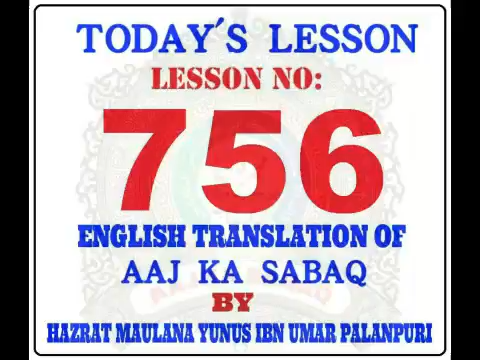 TODAY´S LESSON
LESSON NO:
756
ENGLISH TRANSLATION OF
AAJ KA SABAQ
BY
HAZRAT MAULANA YUNUS IBN UMAR PALANPURI